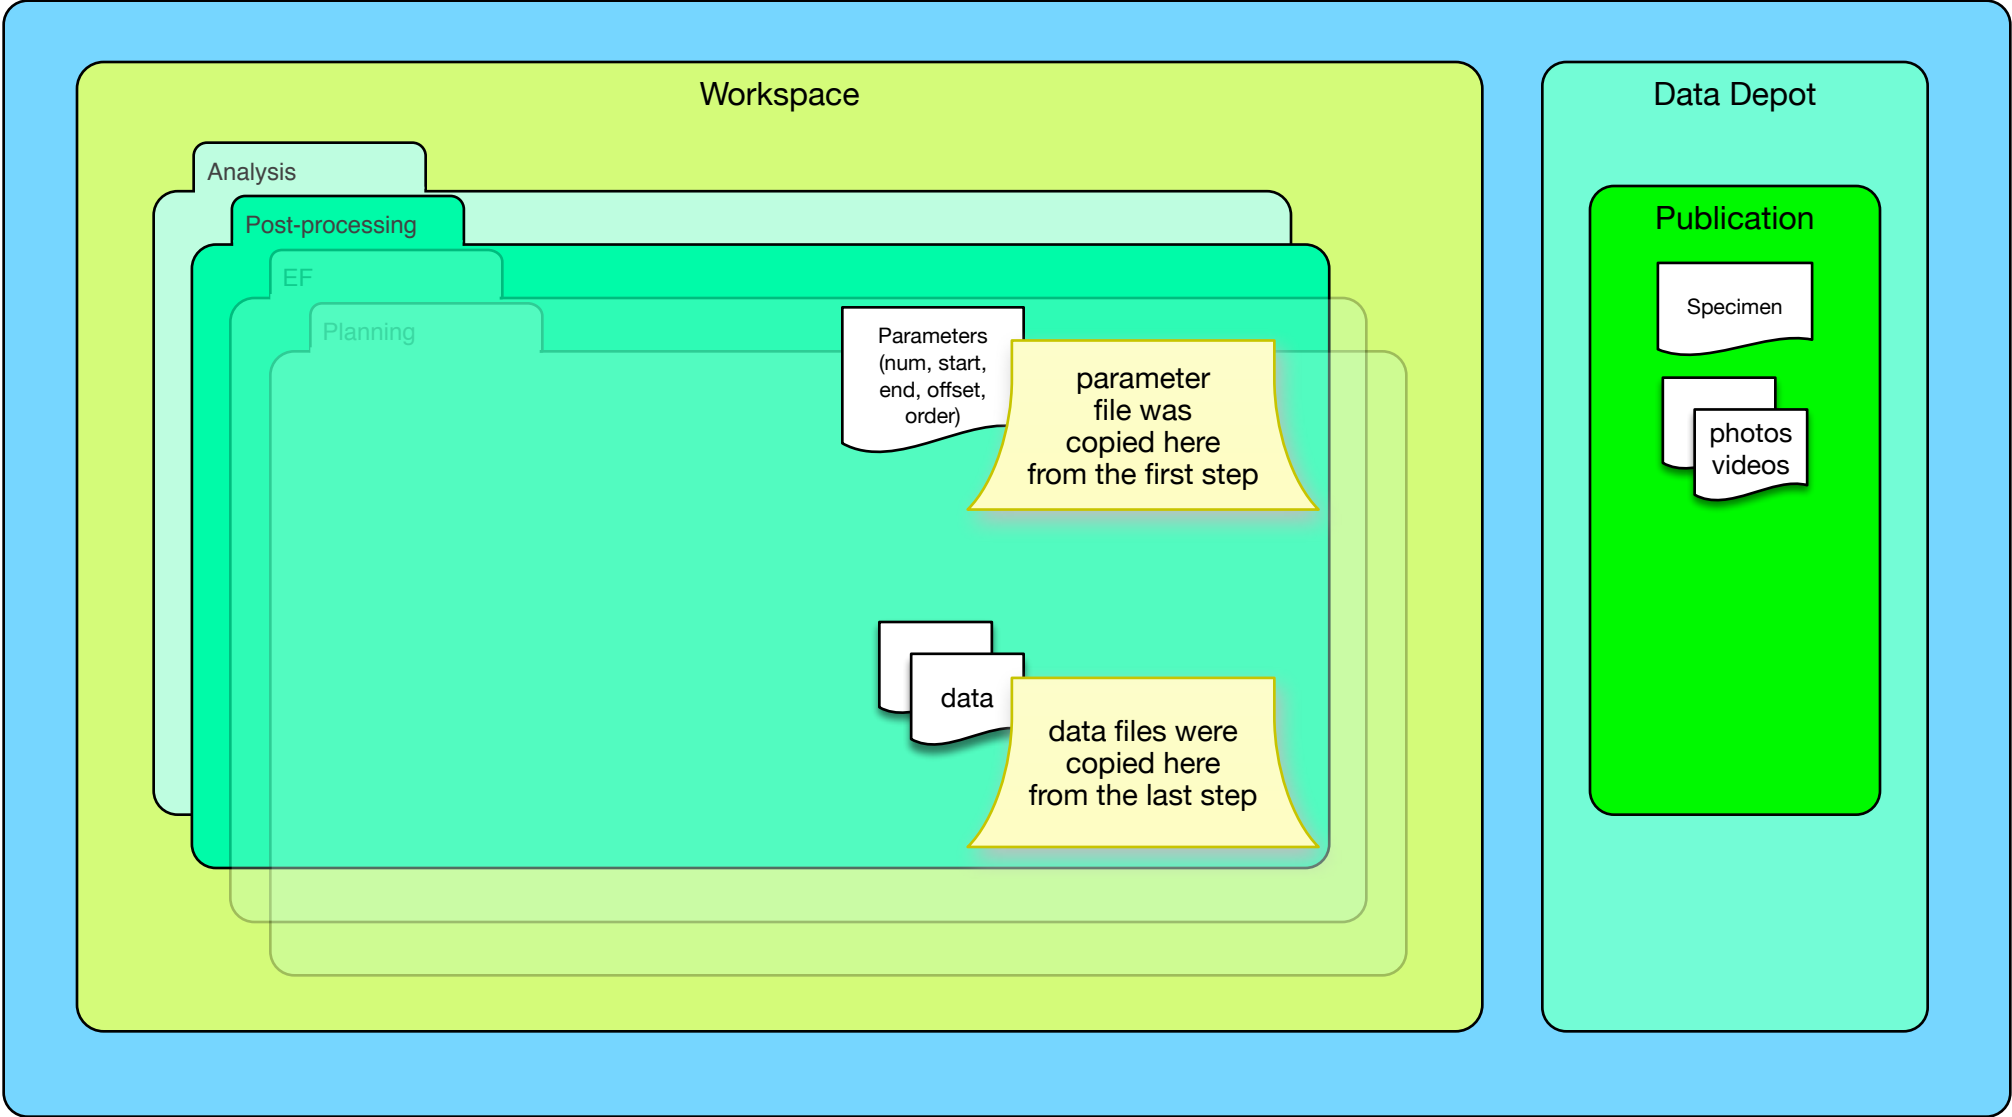 Workspace
Data Depot
Analysis
Post-processing
EF
Planning
Parameters
(num, start,
end, offset,
order)
parameter
file was
copied here
from the first step
data
data files were
copied here
from the last step
Publication
Specimen
photos
videos